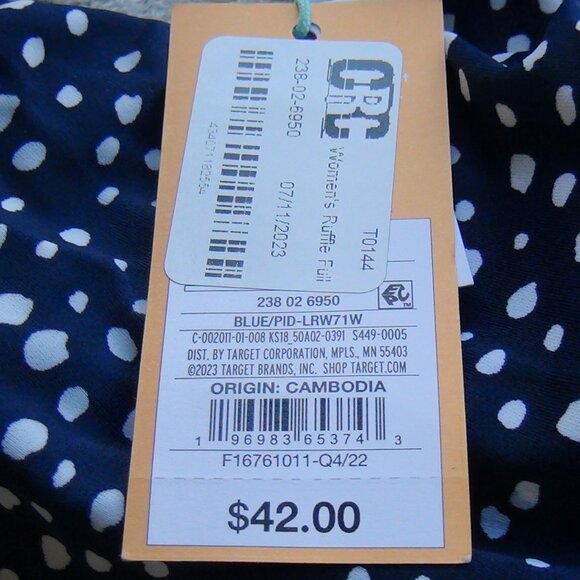 CRC
T0144
Women's Ruffle Full
238-02-6950
07/11/2023
434071182554
238 02 6950
EPC
BLUE/PID-LRW71W
C-002011-01-008 KS18_50A02-0391 S449-0005
DIST. BY TARGET CORPORATION, MPLS., MN 55403
©2023 TARGET BRANDS, INC. SHOP TARGET.COM
ORIGIN: CAMBODIA
1 96983 65374 3
F16761011-Q4/22
$42.00